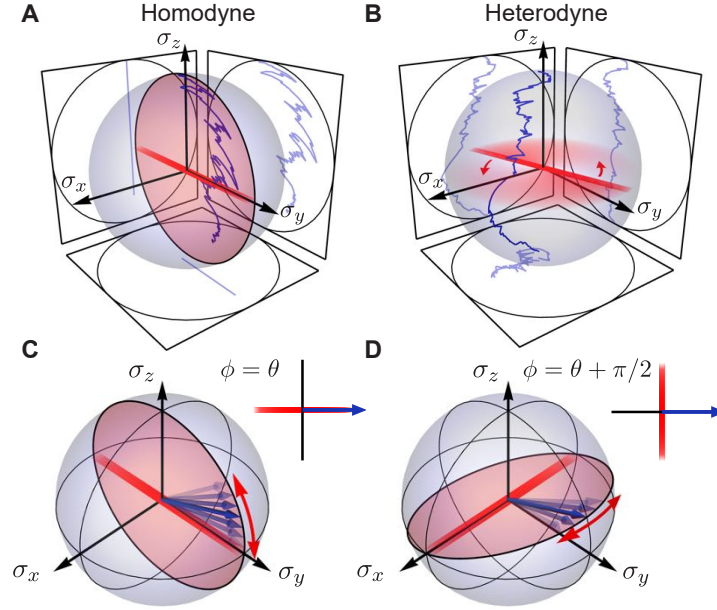 A Homodyne
B Heterodyne
σz
σz
σx
σy
σx
σy
C
σz
ϕ = θ
D
σz
ϕ = θ + π/2
σx
σy
σx
σy